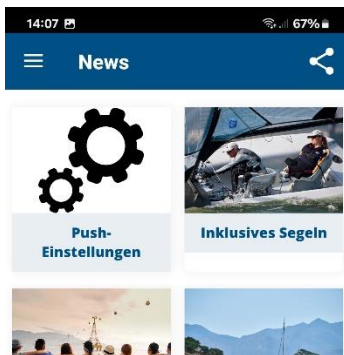 14:07 67%
News
Push-
Einstellungen
Inklusives Segeln